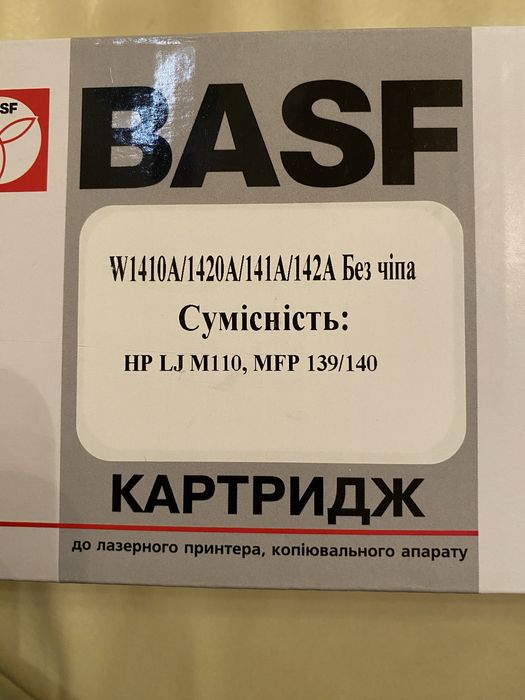 SF
BASF
W1410A/1420A/141A/142A Без чіпа
Сумісність:
HP LJ M110, MFP 139/140
КАРТРИДЖ
до лазерного принтера, копіювального апарату